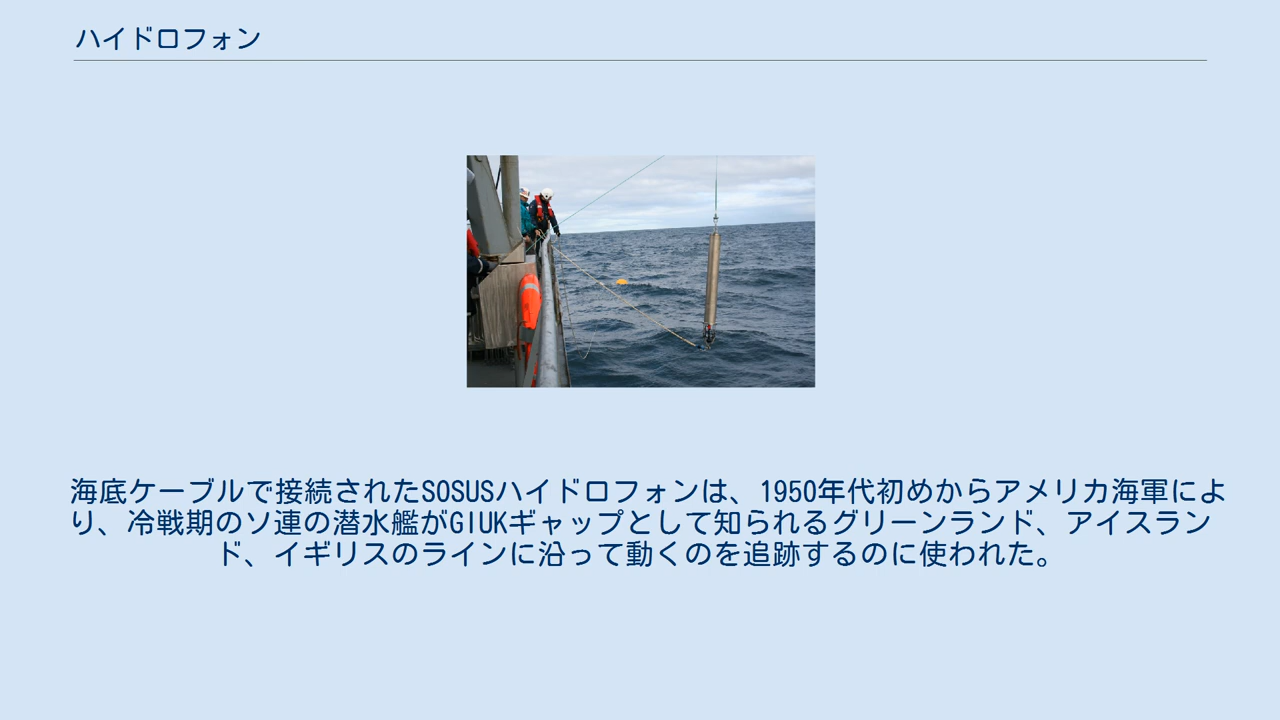 ハイドロフォン
海底ケーブルで接続されたSOSUSハイドロフォンは、1950年代初めからアメリカ海軍によ
り、冷戦期のソ連の潜水艦がGIUKギャップとして知られるグリーンランド、アイスラン
ド、イギリスのラインに沿って動くのを追跡するのに使われた。